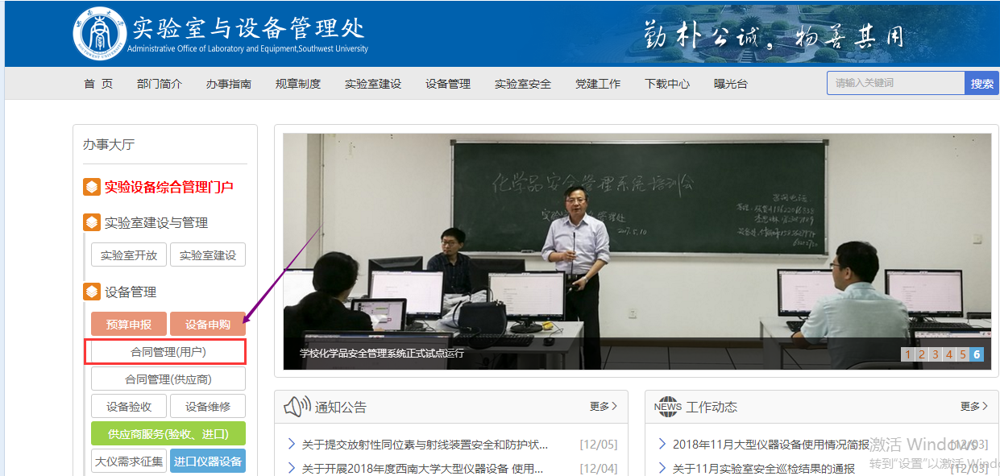 实验室与设备管理处
Administrative Office of Laboratory and Equipment,Southwest University
勤朴公诚，物善其用
首 页 部门简介 办事指南 规章制度 实验室建设 设备管理 实验室安全 党建工作 下载中心 曝光台 请输入关键词 搜索
办事大厅
实验设备综合管理门户
实验室建设与管理
实验室开放 实验室建设
设备管理
预算申报 设备申购
合同管理(用户)
合同管理(供应商)
设备验收 设备维修
供应商服务(验收、进口)
大仪需求征集 进口仪器设备
化学品安全管理系统培训会
2017.5.10
学校化学品安全管理系统正式试点运行
1 2 3 4 5 6
通知公告 更多
关于提交放射性同位素与射线装置安全和防护状... [12/05]
关于开展2018年度西南大学大型仪器设备 使用... [12/04]
NEWS 工作动态 更多
2018年11月大型仪器设备使用情况简报 [12/03]
关于11月实验室安全巡检结果的通报 [12/03]
激活 Windows
转到"设置"以激活 Wind